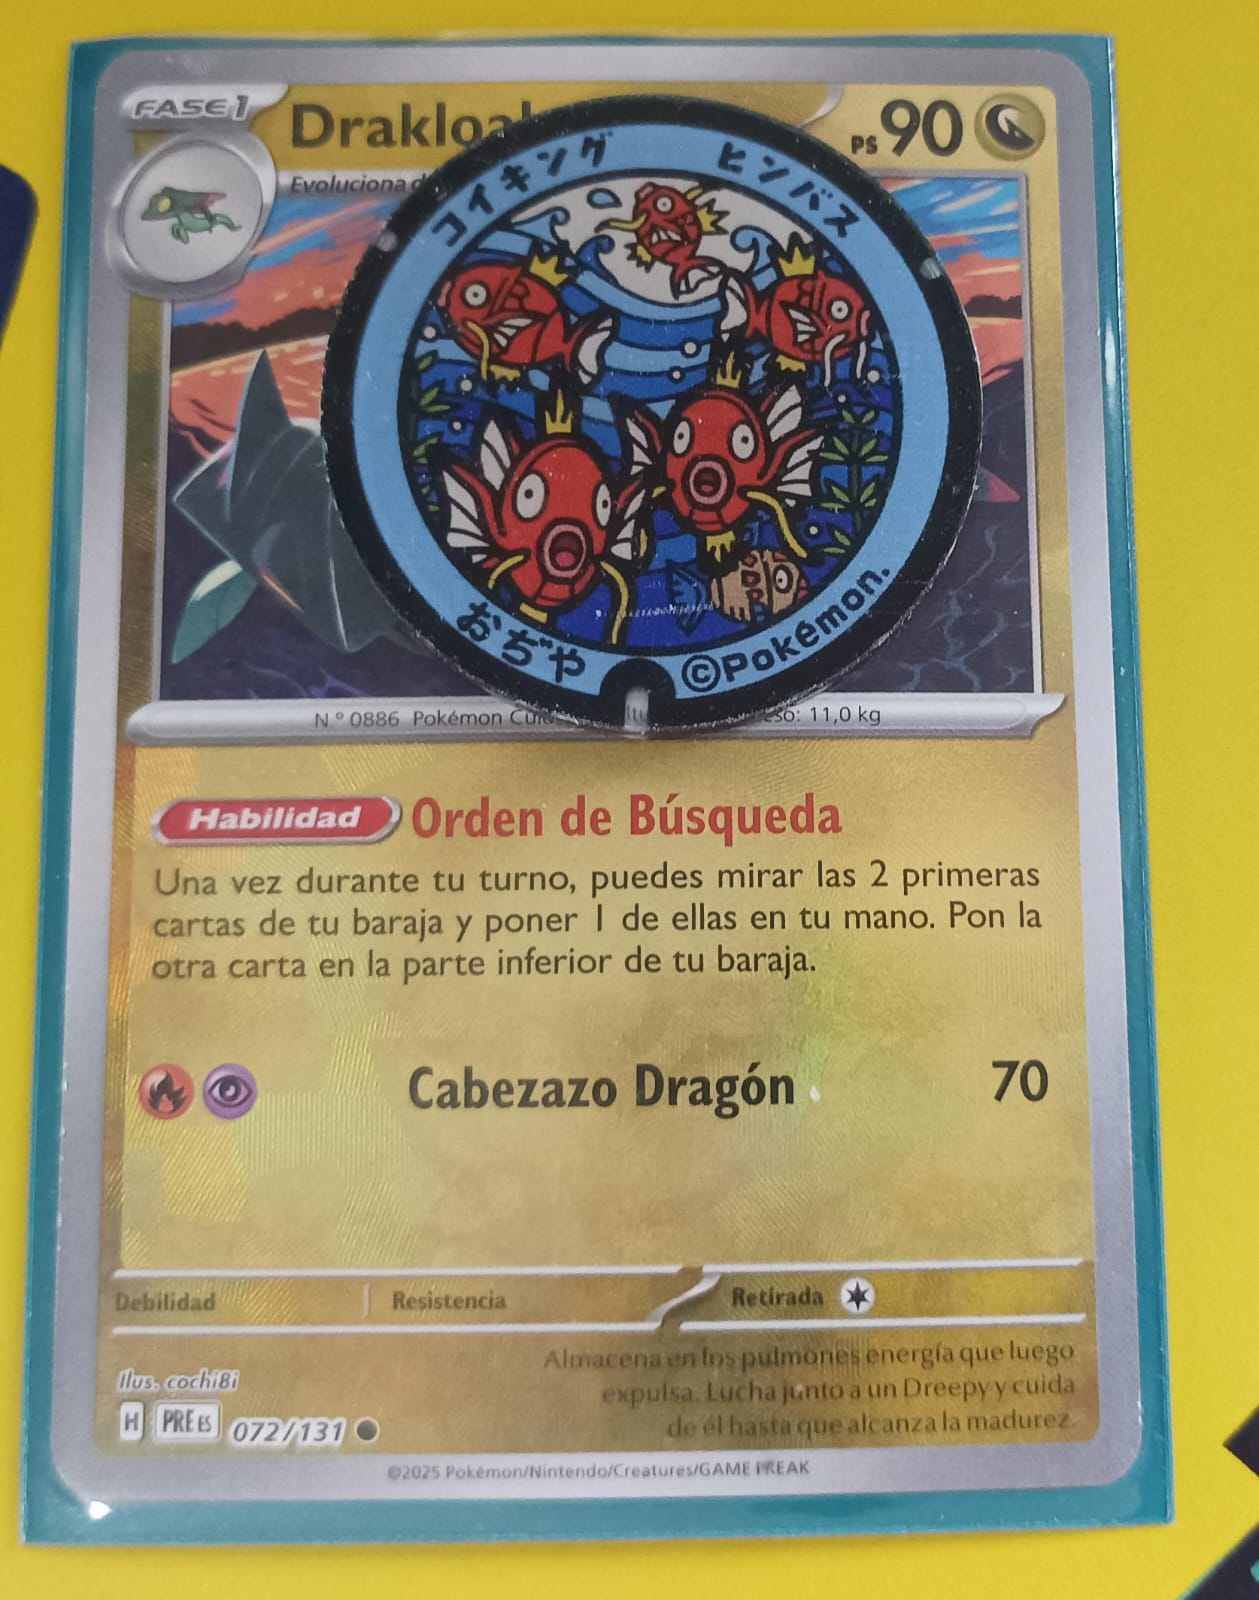 FASE 1
PS 90
Evoluciona
コイキング
ヒンバス
おぢや
©Pokémon.
N.º 0886 Pokémon
11,0 kg
Habilidad Orden de Búsqueda
Una vez durante tu turno, puedes mirar las 2 primeras
cartas de tu baraja y poner 1 de ellas en tu mano. Pon la
otra carta en la parte inferior de tu baraja.
Cabezazo Dragón 70
Debilidad Resistencia Retirada
Almacena en los pulmones energía que luego
expulsa. Lucha junto a un Dreepy y cuida
de él hasta que alcanza la madurez.
Ilus. cochi8i
H PRE ES 072/131
©2025 Pokémon/Nintendo/Creatures/GAME FREAK